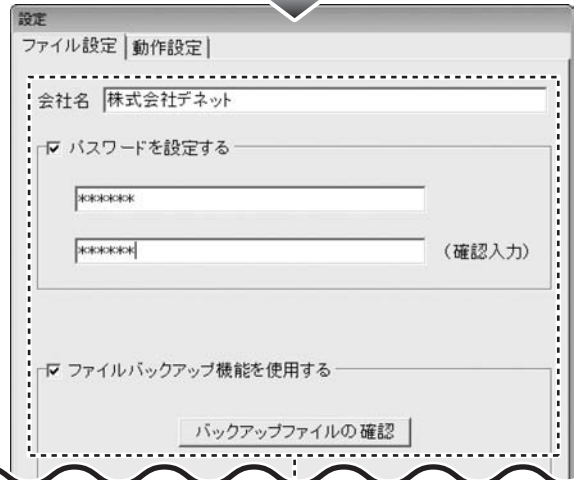 設定
ファイル設定 動作設定
会社名 株式会社デネット
パスワードを設定する
******
******
(確認入力)
ファイルバックアップ機能を使用する
バックアップファイルの確認